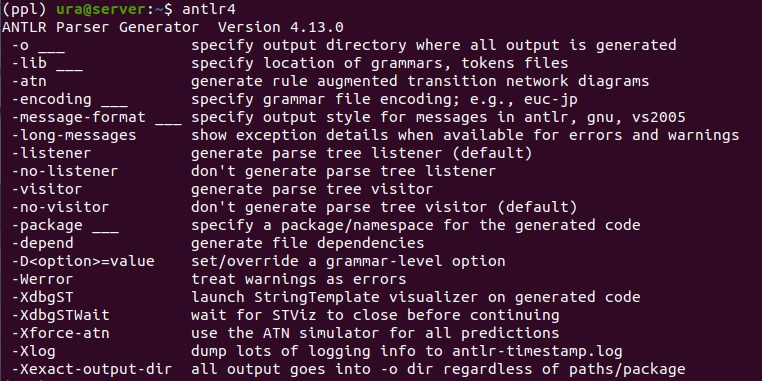 (ppl) ura@server:~$ antlr4
ANTLR Parser Generator  Version 4.13.0
 -o ___              specify output directory where all output is generated
 -lib ___            specify location of grammars, tokens files
 -atn                generate rule augmented transition network diagrams
 -encoding ___       specify grammar file encoding; e.g., euc-jp
 -message-format ___ specify output style for messages in antlr, gnu, vs2005
 -long-messages      show exception details when available for errors and warnings
 -listener           generate parse tree listener (default)
 -no-listener        don't generate parse tree listener
 -visitor            generate parse tree visitor
 -no-visitor         don't generate parse tree visitor (default)
 -package ___        specify a package/namespace for the generated code
 -depend             generate file dependencies
 -D<option>=value    set/override a grammar-level option
 -Werror             treat warnings as errors
 -XdbgST             launch StringTemplate visualizer on generated code
 -XdbgSTWait         wait for STViz to close before continuing
 -Xforce-atn         use the ATN simulator for all predictions
 -Xlog               dump lots of logging info to antlr-timestamp.log
 -Xexact-output-dir  all output goes into -o dir regardless of paths/package